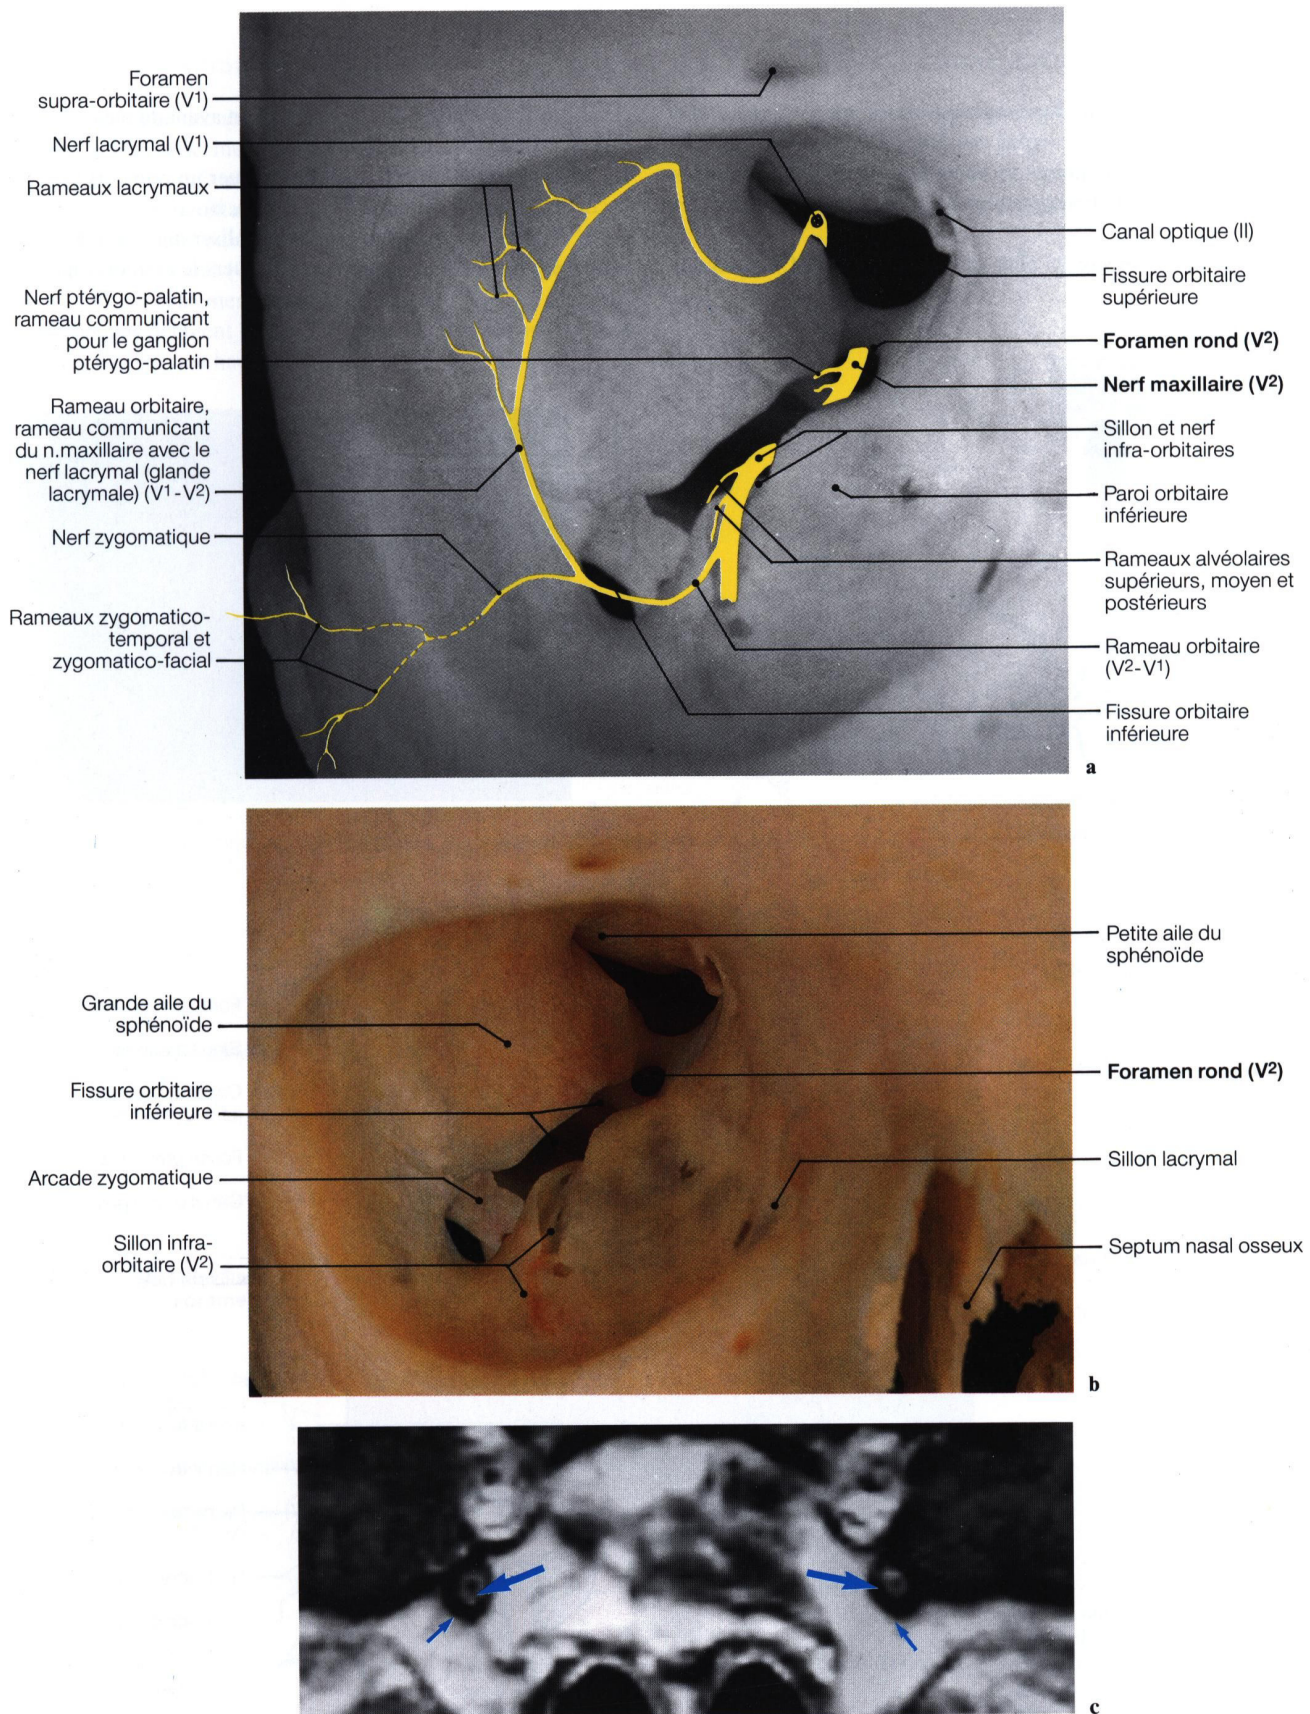 Foramen
supra-orbitaire (V1)
Nerf lacrymal (V1)
Rameaux lacrymaux
Nerf ptérygo-palatin,
rameau communicant
pour le ganglion
ptérygo-palatin
Rameau orbitaire,
rameau communicant
du n.maxillaire avec le
nerf lacrymal (glande
lacrymale) (V1-V2)
Nerf zygomatique
Rameaux zygomatico-
temporal et
zygomatico-facial
Canal optique (II)
Fissure orbitaire
supérieure
Foramen rond (V2)
Nerf maxillaire (V2)
Sillon et nerf
infra-orbitaires
Paroi orbitaire
inférieure
Rameaux alvéolaires
supérieurs, moyen et
postérieurs
Rameau orbitaire
(V2-V1)
Fissure orbitaire
inférieure
a
Grande aile du
sphénoïde
Fissure orbitaire
inférieure
Arcade zygomatique
Sillon infra-
orbitaire (V2)
Petite aile du
sphénoïde
Foramen rond (V2)
Sillon lacrymal
Septum nasal osseux
b
c